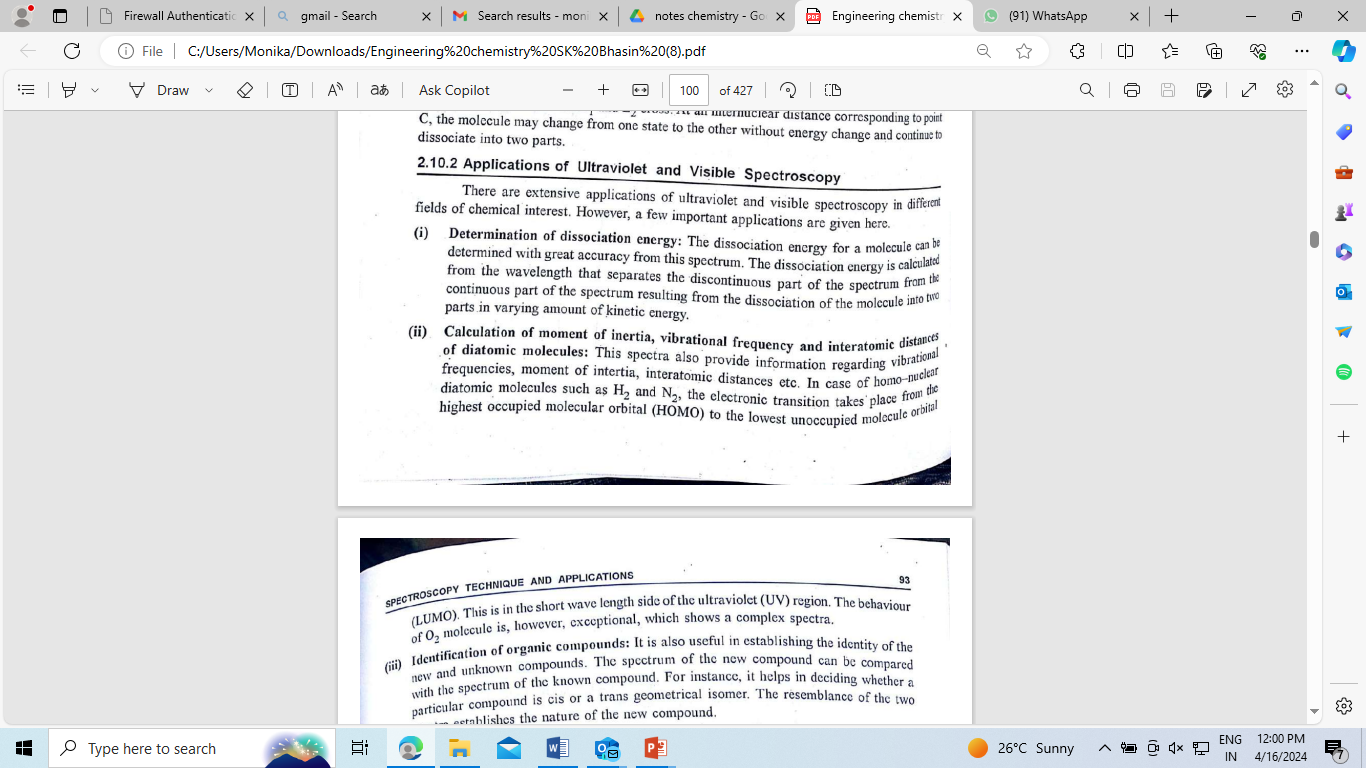 Firewall Authenticatic
gmail - Search
Search results - moni
notes chemistry - Go
Engineering chemistr
(91) WhatsApp
File
C:/Users/Monika/Downloads/Engineering%20chemistry%20SK%20Bhasin%20(8).pdf
Draw
Ask Copilot
100 of 427
internuclear distance corresponding to point
C, the molecule may change from one state to the other without energy change and continue to
dissociate into two parts.
2.10.2 Applications of Ultraviolet and Visible Spectroscopy
There are extensive applications of ultraviolet and visible spectroscopy in different
fields of chemical interest. However, a few important applications are given here.
(i) Determination of dissociation energy: The dissociation energy for a molecule can be
determined with great accuracy from this spectrum. The dissociation energy is calculated
from the wavelength that separates the discontinuous part of the spectrum from the
continuous part of the spectrum resulting from the dissociation of the molecule into two
parts in varying amount of kinetic energy.
(ii) Calculation of moment of inertia, vibrational frequency and interatomic distances
of diatomic molecules: This spectra also provide information regarding vibrational
frequencies, moment of intertia, interatomic distances etc. In case of homo-nuclear
diatomic molecules such as H2 and N2, the electronic transition takes place from the
highest occupied molecular orbital (HOMO) to the lowest unoccupied molecule orbital
SPECTROSCOPY TECHNIQUE AND APPLICATIONS 93
(LUMO). This is in the short wave length side of the ultraviolet (UV) region. The behaviour
of O2 molecule is, however, exceptional, which shows a complex spectra.
(iii) Identification of organic compounds: It is also useful in establishing the identity of the
new and unknown compounds. The spectrum of the new compound can be compared
with the spectrum of the known compound. For instance, it helps in deciding whether a
particular compound is cis or a trans geometrical isomer. The resemblance of the two
establishes the nature of the new compound.
Type here to search
26°C Sunny
ENG
IN
12:00 PM
4/16/2024
7